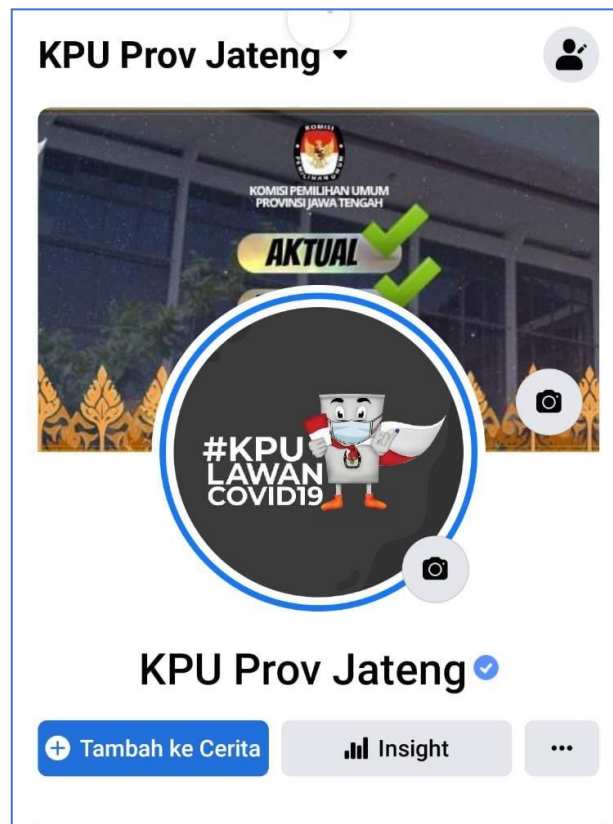 KPU Prov Jateng
KOMISI
PEMILIHAN UMUM
KOMISI PEMILIHAN UMUM
PROVINSI JAWA TENGAH
AKTUAL
#KPU
LAWAN
COVID19
KPU Prov Jateng
Tambah ke Cerita
Insight